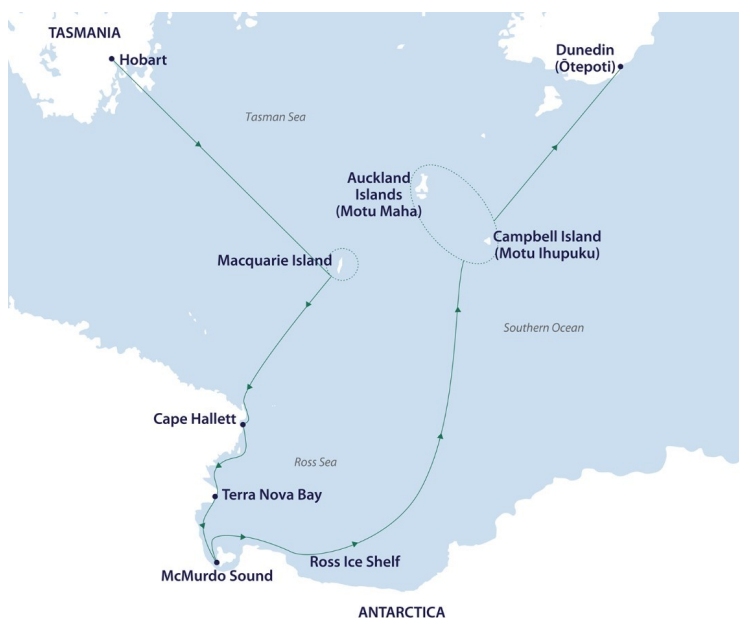 TASMANIA
Hobart
Dunedin
(Ōtepoti)
Tasman Sea
Auckland
Islands
(Motu Maha)
Campbell Island
(Motu Ihupuku)
Macquarie Island
Southern Ocean
Cape Hallett
Ross Sea
Terra Nova Bay
Ross Ice Shelf
McMurdo Sound
ANTARCTICA